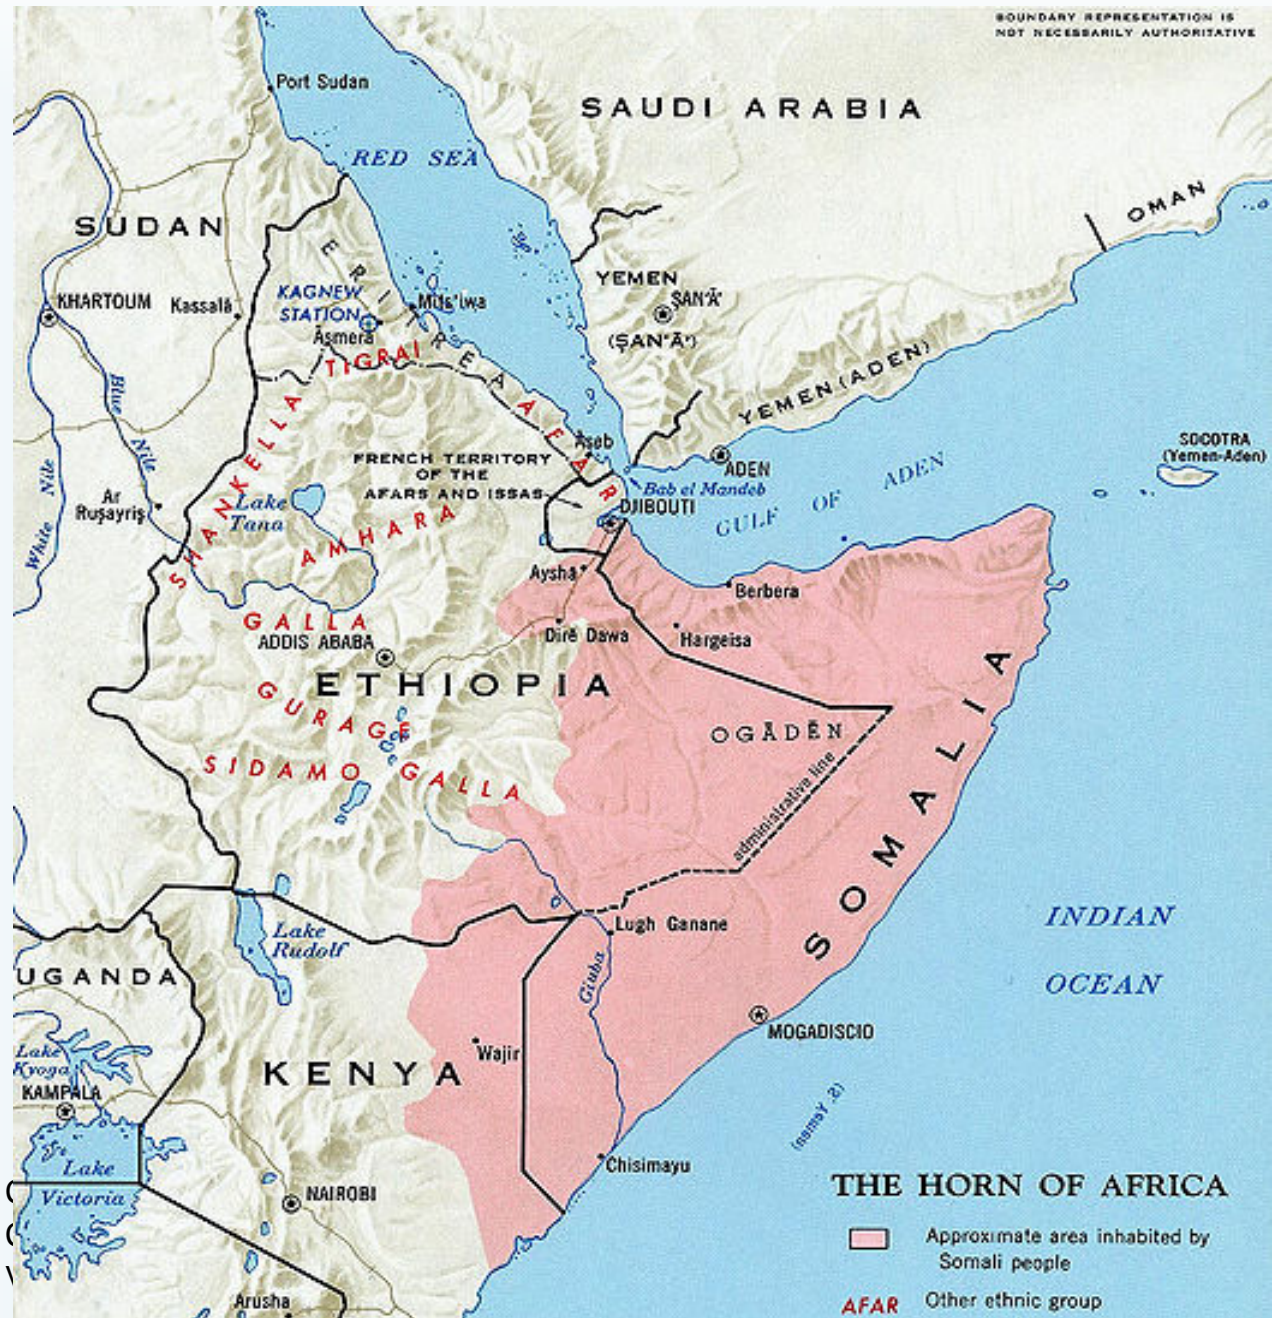 BOUNDARY REPRESENTATION IS
NOT NECESSARILY AUTHORITATIVE
Port Sudan
SAUDI ARABIA
RED SEA
OMAN
SUDAN
ERITREA
YEMEN
KAGNEW
STATION
Mits'iwa
ṢAN'Ā'
(ṢAN'Ā')
KHARTOUM
Kassalā
Āsmera
TIGRAI
YEMEN (ADEN)
Blue Nile
SHANKELLA
AFAR
Āseb
ADEN
SOCOTRA
(Yemen-Aden)
FRENCH TERRITORY
OF THE
AFARS AND ISSAS
Bab el Mandeb
GULF OF ADEN
White Nile
Ar
Ruşayriş
Lake
Tana
AMHARA
DJIBOUTI
Aysha
Berbera
GALLA
ADDIS ABABA
Dirē Dawa
Hargeisa
ETHIOPIA
GURAGE
OGĀDĒN
SIDAMO GALLA
administrative line
SOMALIA
Lake
Rudolf
Lugh Ganane
INDIAN
OCEAN
UGANDA
Giuba
MOGADISCIO
Wajir
KENYA
Lake
Kyoga
KAMPALA
(S. Yemen)
Lake
Victoria
Chisimayu
NAIROBI
THE HORN OF AFRICA
Approximate area inhabited by
Somali people
Arusha
AFAR Other ethnic group